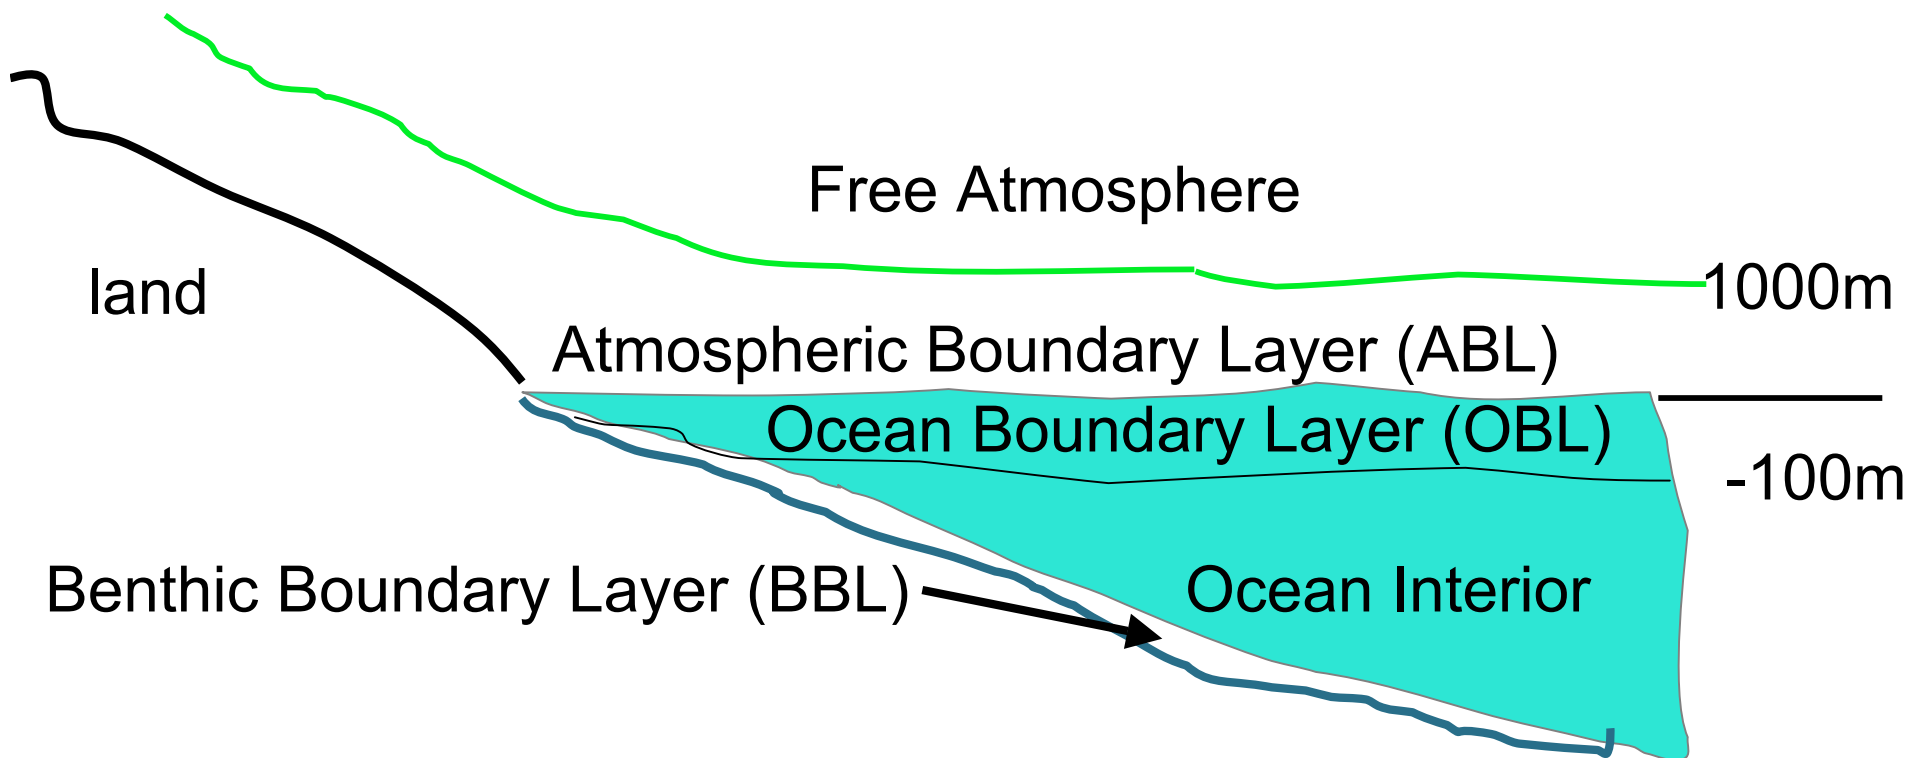 Free Atmosphere
land
1000m
Atmospheric Boundary Layer (ABL)
Ocean Boundary Layer (OBL)
-100m
Benthic Boundary Layer (BBL)
Ocean Interior